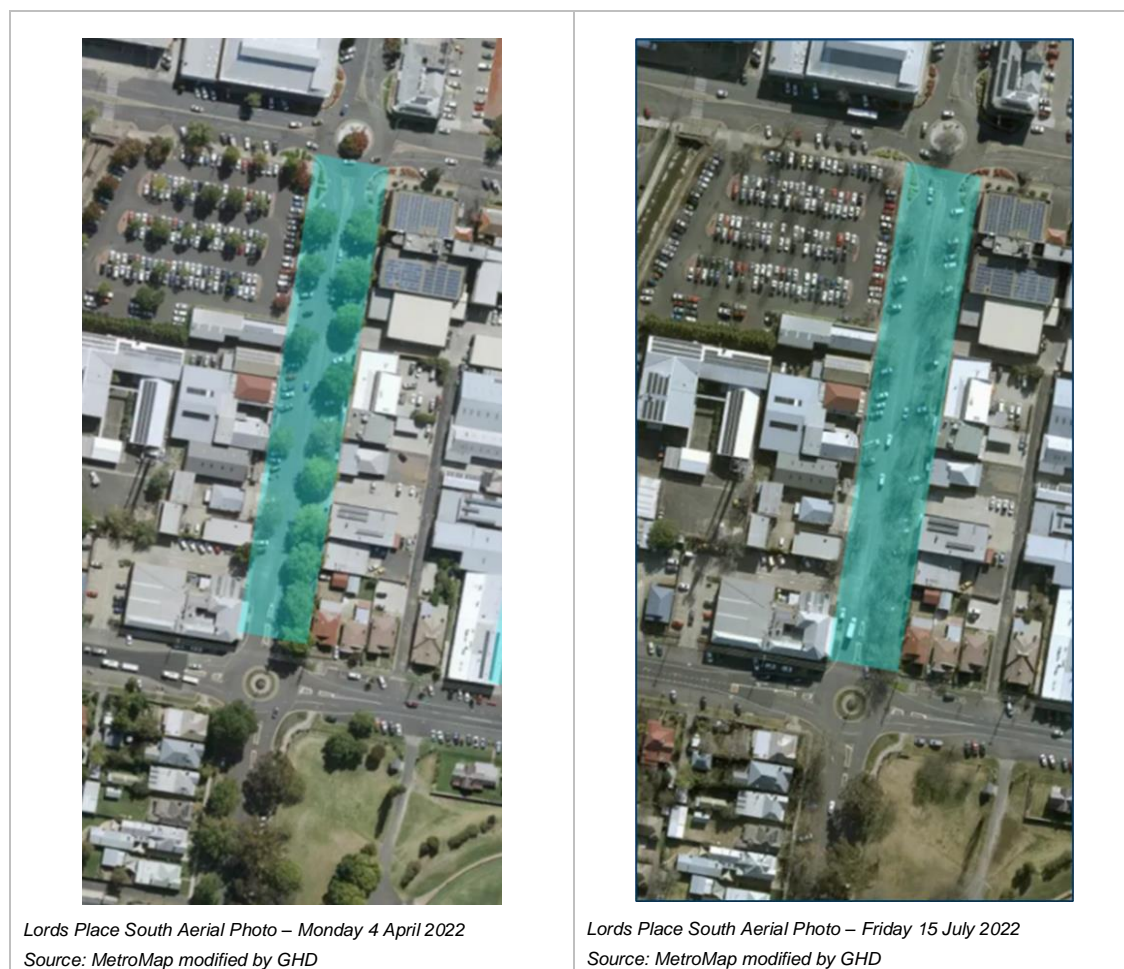 Lords Place South Aerial Photo – Monday 4 April 2022
Source: MetroMap modified by GHD
Lords Place South Aerial Photo – Friday 15 July 2022
Source: MetroMap modified by GHD